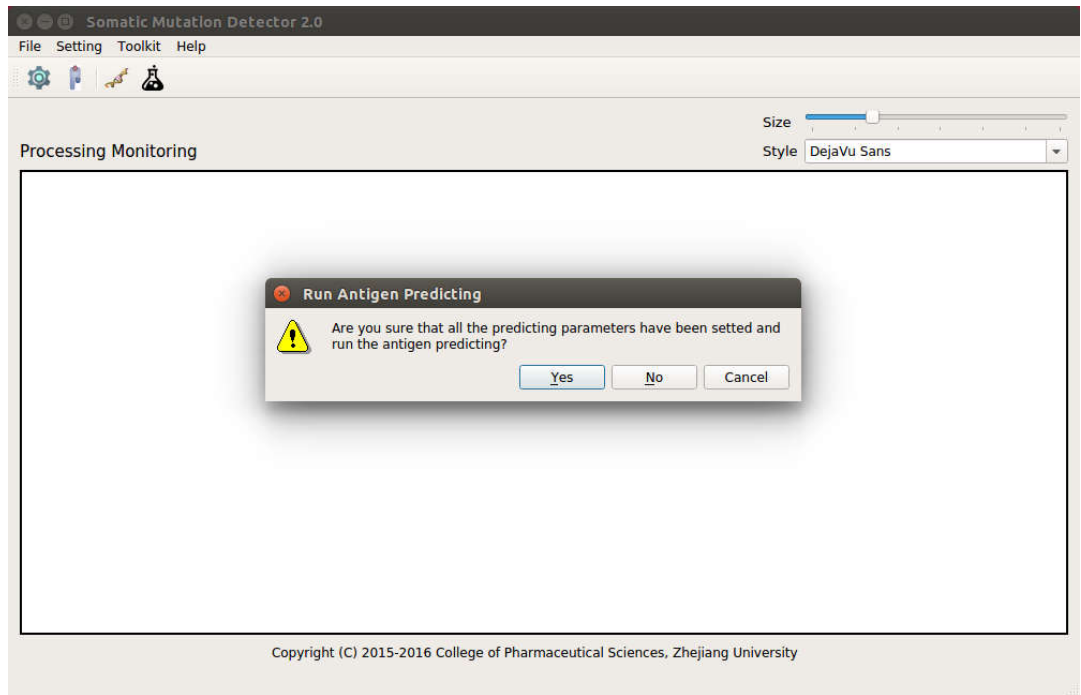 Somatic Mutation Detector 2.0
File Setting Toolkit Help
Size
Processing Monitoring
Style DejaVu Sans
Run Antigen Predicting
Are you sure that all the predicting parameters have been setted and
run the antigen predicting?
Yes No Cancel
Copyright (C) 2015-2016 College of Pharmaceutical Sciences, Zhejiang University